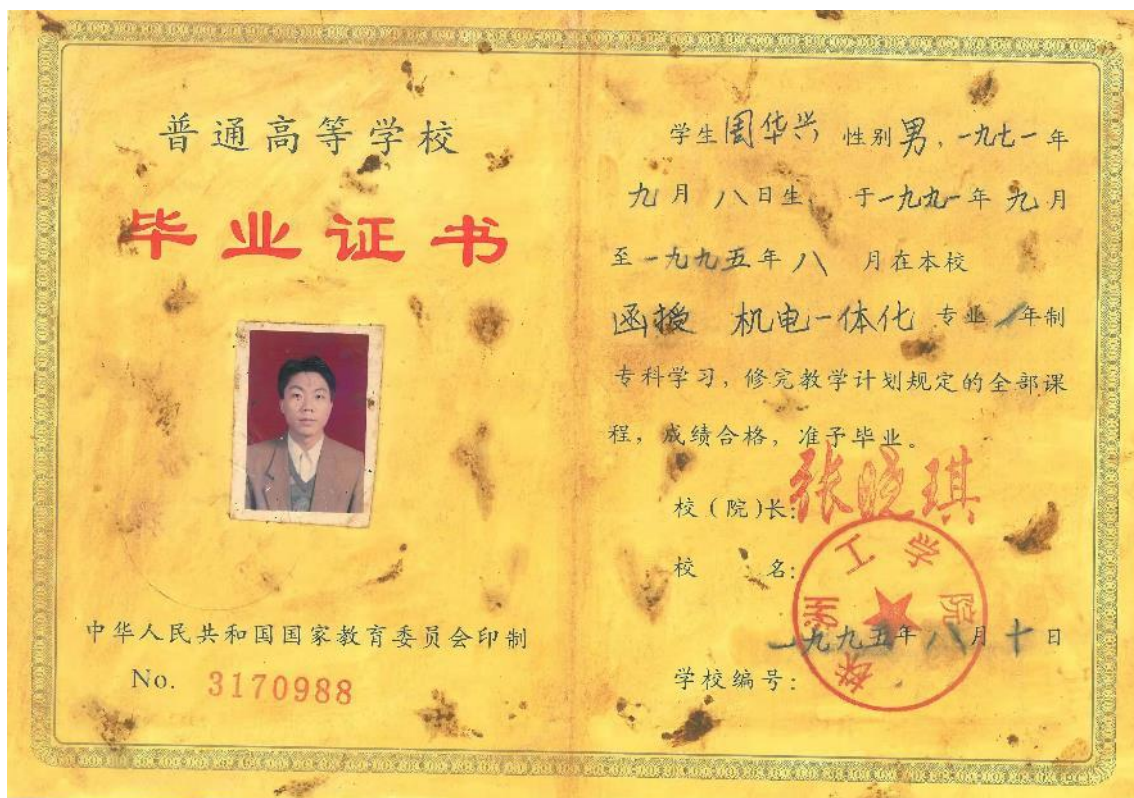 普通高等学校
毕业证书
中华人民共和国国家教育委员会印制
No. 3170988
学生周华兴 性别男，一九七一年
九月八日生，于一九九一年九月
至一九九五年八 月在本校
函授 机电一体化 专业 / 年制
专科学习，修完教学计划规定的全部课
程，成绩合格，准予毕业。
校（院）长：张晓琪
校 名：
株洲工学院
一九九五年八月十日
学校编号：